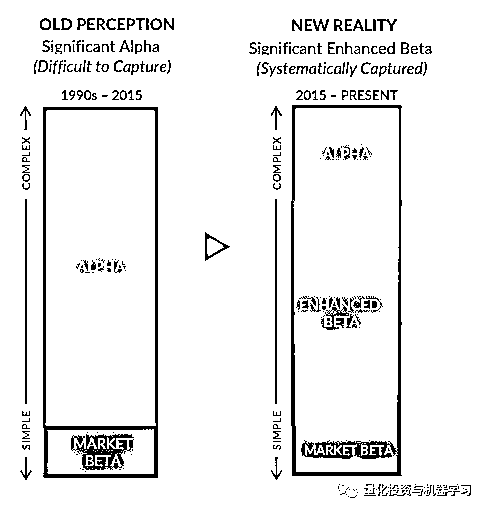 OLD PERCEPTION
Significant Alpha
(Difficult to Capture)
1990s – 2015
COMPLEX
SIMPLE
ALPHA
MARKET
BETA
NEW REALITY
Significant Enhanced Beta
(Systematically Captured)
2015 – PRESENT
COMPLEX
SIMPLE
ALPHA
ENHANCED
BETA
MARKET BETA
量化投资与机器学习